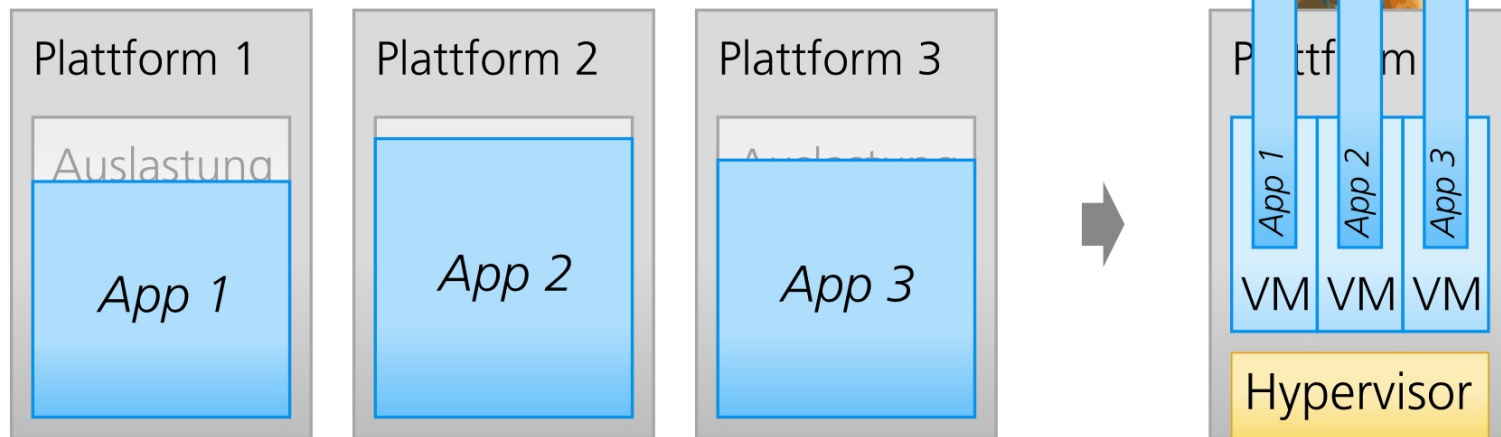 Plattform 1
Auslastung
App 1
Plattform 2
App 2
Plattform 3
App 3
App 1
App 2
App 3
VM
VM
VM
Hypervisor